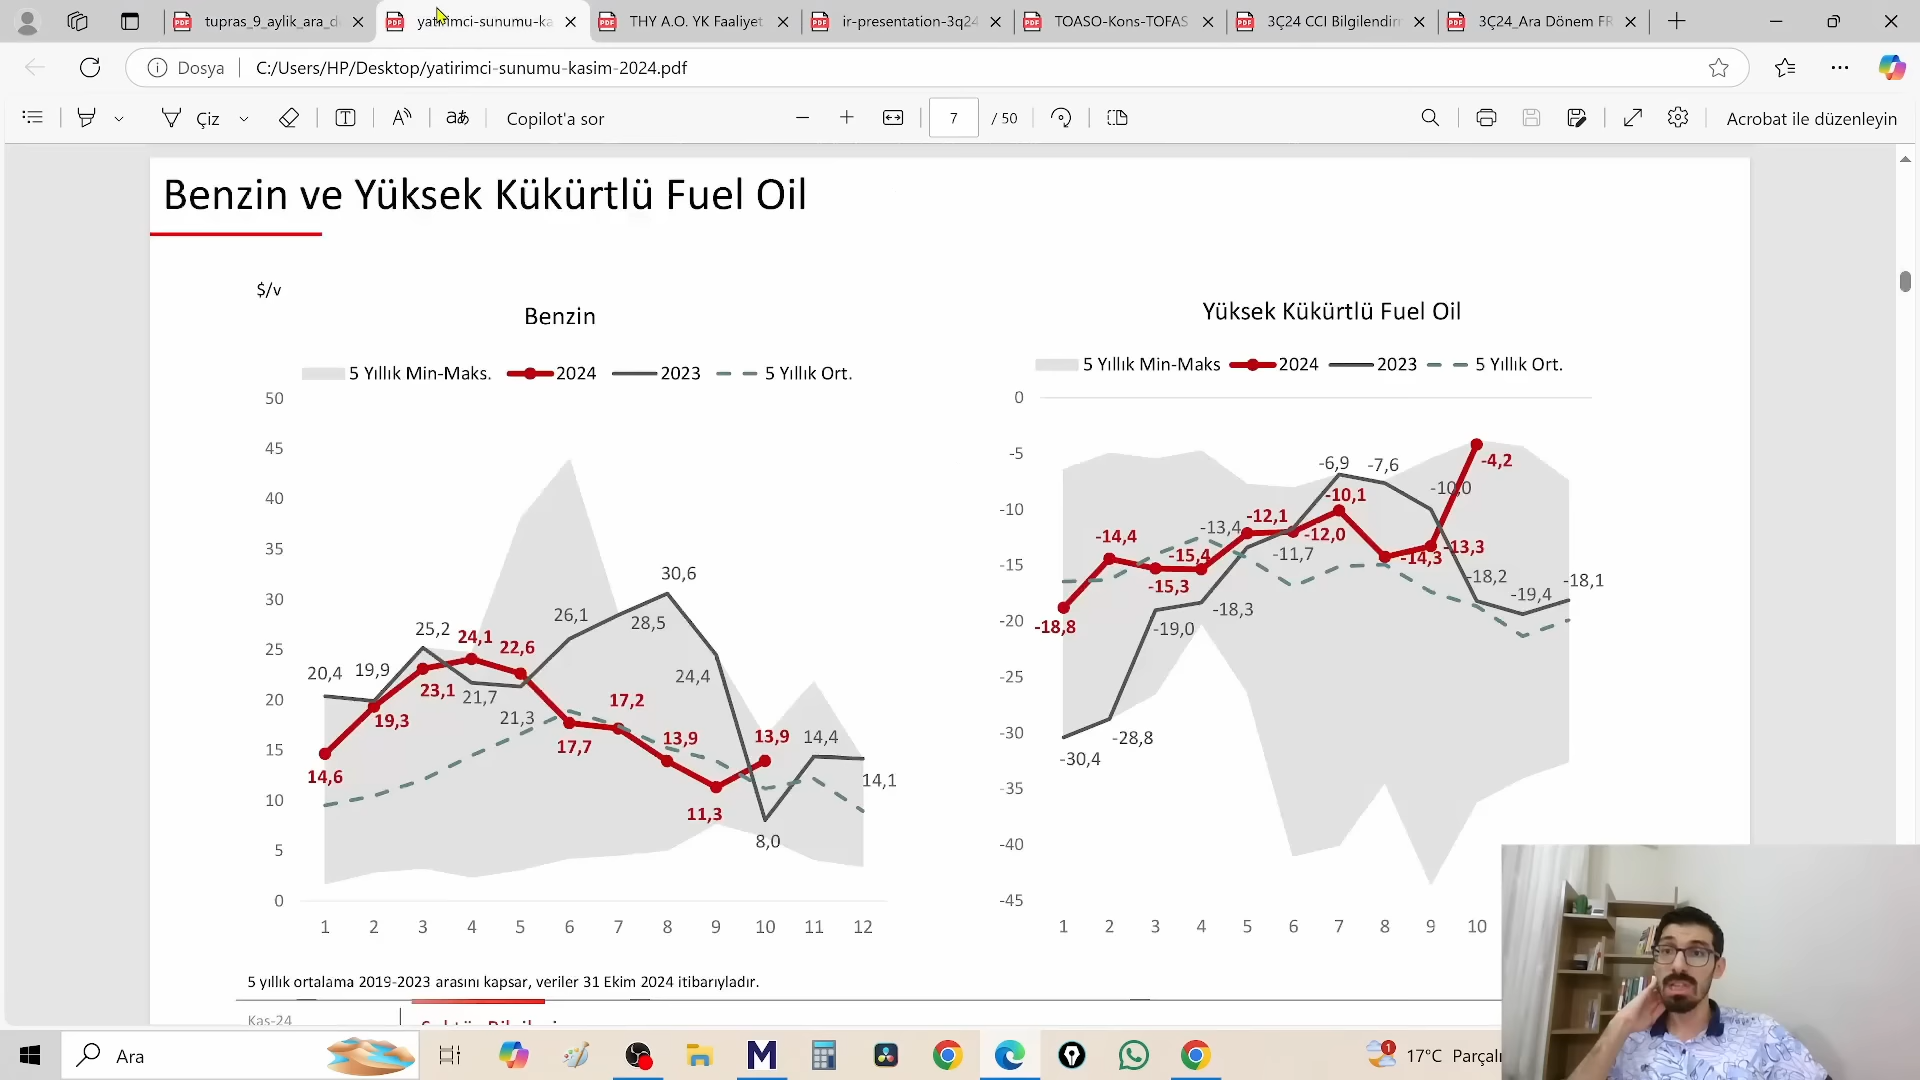 tupras_9_aylik_ara_d
yatirimci-sunumu-ka
THY A.O. YK Faaliyet
ir-presentation-3q24
TOASO-Kons-TOFAS
3Ç24 CCI Bilgilendirr
3Ç24_Ara Dönem FR
Dosya
C:/Users/HP/Desktop/yatirimci-sunumu-kasim-2024.pdf
Çiz
Copilot'a sor
7 / 50
Acrobat ile düzenleyin
Benzin ve Yüksek Kükürtlü Fuel Oil
$/v
Benzin
5 Yıllık Min-Maks. 2024 2023 5 Yıllık Ort.
50
45
40
35
30
25
20
15
10
5
0
20,4 19,9 25,2 21,7 21,3 26,1 28,5 30,6 24,4 8,0 14,4 14,1
14,6 19,3 23,1 24,1 22,6 17,7 17,2 13,9 11,3 13,9
1 2 3 4 5 6 7 8 9 10 11 12
Yüksek Kükürtlü Fuel Oil
5 Yıllık Min-Maks 2024 2023 5 Yıllık Ort.
0
-5
-10
-15
-20
-25
-30
-35
-40
-45
-30,4 -28,8 -19,0 -18,3 -13,4 -11,7 -6,9 -7,6 -10,0 -18,2 -19,4 -18,1
-18,8 -14,4 -15,3 -15,4 -12,1 -12,0 -10,1 -14,3 -13,3 -4,2
1 2 3 4 5 6 7 8 9 10
5 yıllık ortalama 2019-2023 arasını kapsar, veriler 31 Ekim 2024 itibarıyladır.
Kas-24
Ara
1
17°C Parçalı